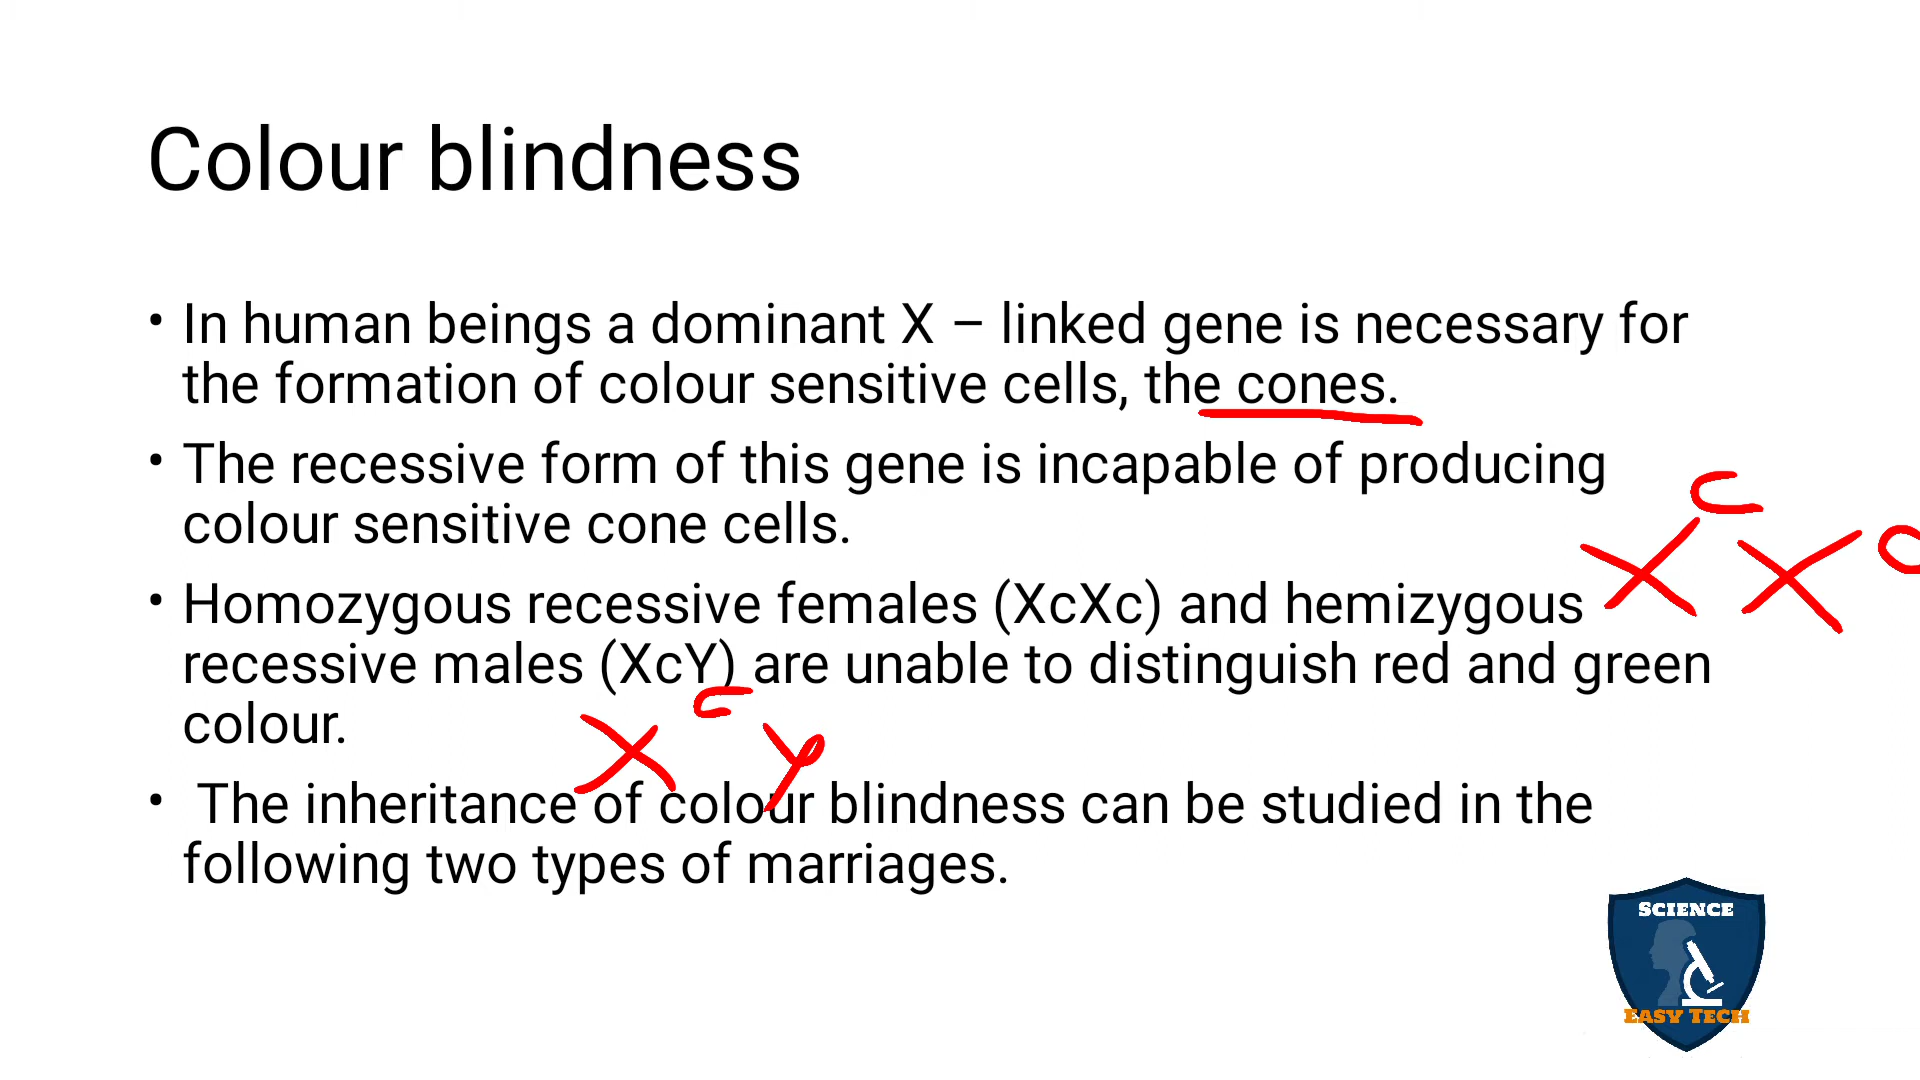 Colour blindness
• In human beings a dominant X – linked gene is necessary for
the formation of colour sensitive cells, the cones.
• The recessive form of this gene is incapable of producing
colour sensitive cone cells.
X^c X^c
• Homozygous recessive females (XcXc) and hemizygous
recessive males (XcY) are unable to distinguish red and green
colour.
X^c Y
• The inheritance of colour blindness can be studied in the
following two types of marriages.
SCIENCE
EASY TECH